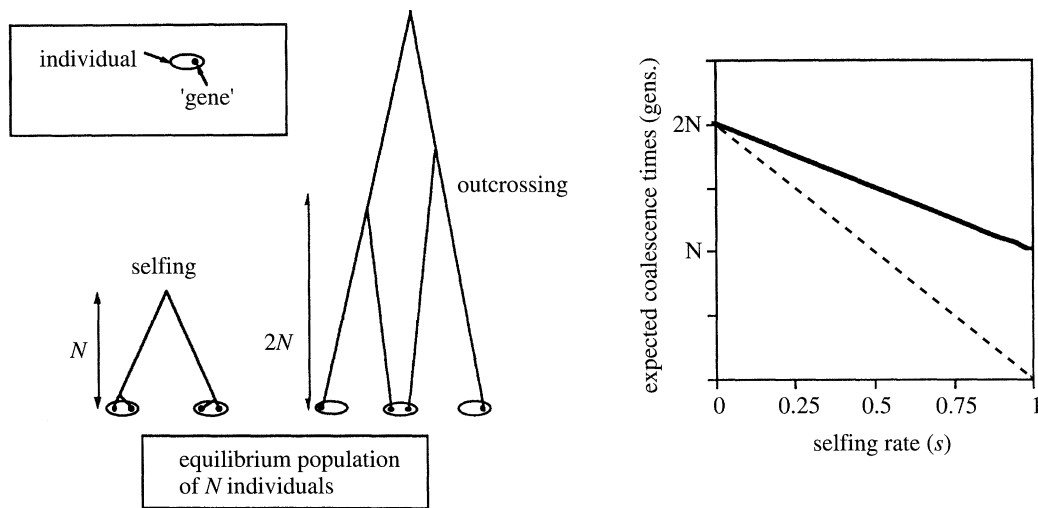 individual
'gene'
selfing
N
outcrossing
2N
equilibrium population
of N individuals
expected coalescence times (gens.)
2N
N
0
0.25
0.5
0.75
1
selfing rate (s)